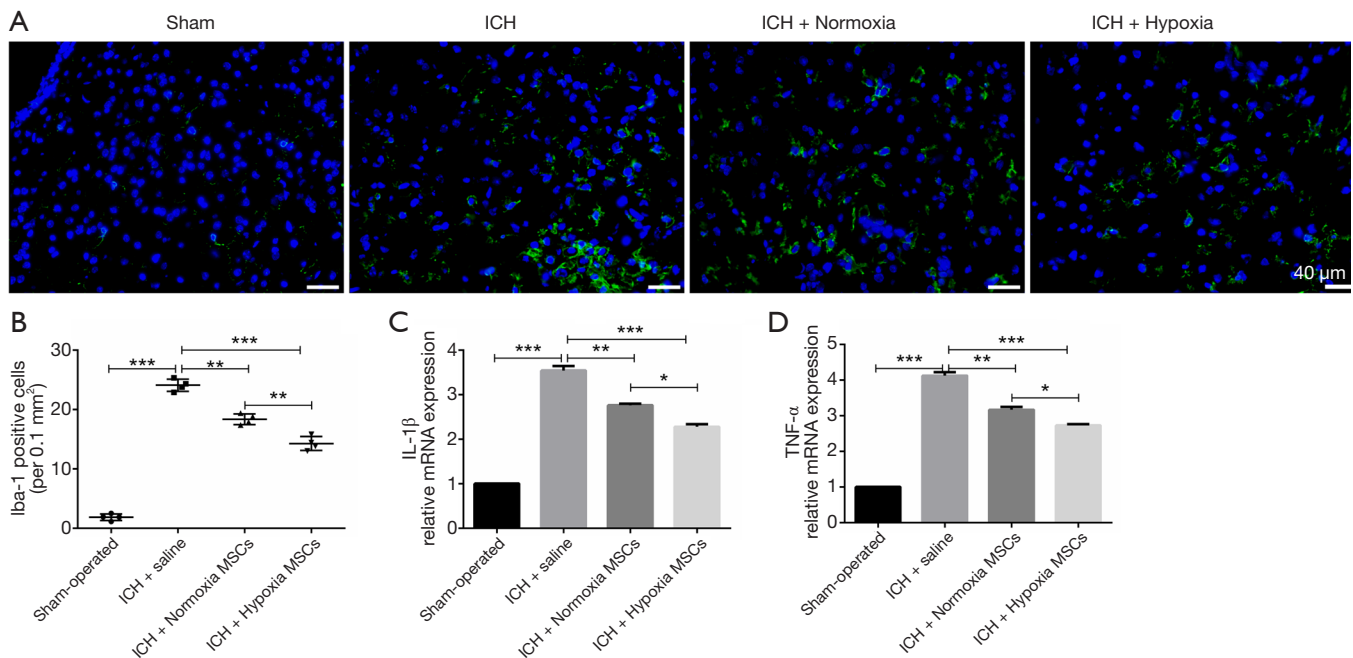 A
Sham
ICH
ICH + Normoxia
ICH + Hypoxia
40 µm
B
Iba-1 positive cells
(per 0.1 mm²)
30
20
10
0
***
**
***
**
Sham-operated
ICH + saline
ICH + Normoxia MSCs
ICH + Hypoxia MSCs
C
IL-1β
relative mRNA expression
4
3
2
1
0
***
**
***
*
Sham-operated
ICH + saline
ICH + Normoxia MSCs
ICH + Hypoxia MSCs
D
TNF-α
relative mRNA expression
5
4
3
2
1
0
***
**
***
*
Sham-operated
ICH + saline
ICH + Normoxia MSCs
ICH + Hypoxia MSCs